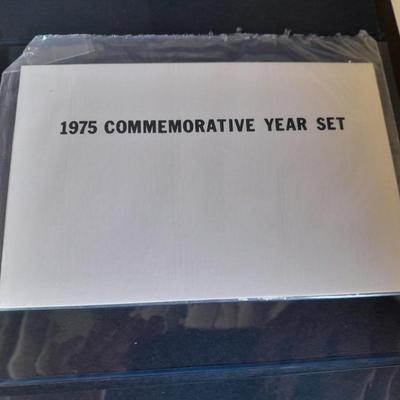 1975 COMMEMORATIVE YEAR SET